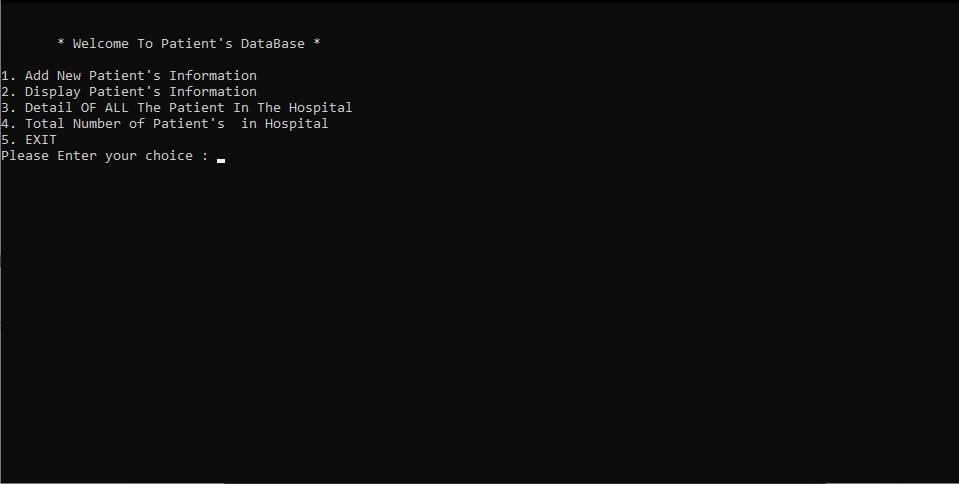 * Welcome To Patient's DataBase *
1. Add New Patient's Information
2. Display Patient's Information
3. Detail OF ALL The Patient In The Hospital
4. Total Number of Patient's  in Hospital
5. EXIT
Please Enter your choice :